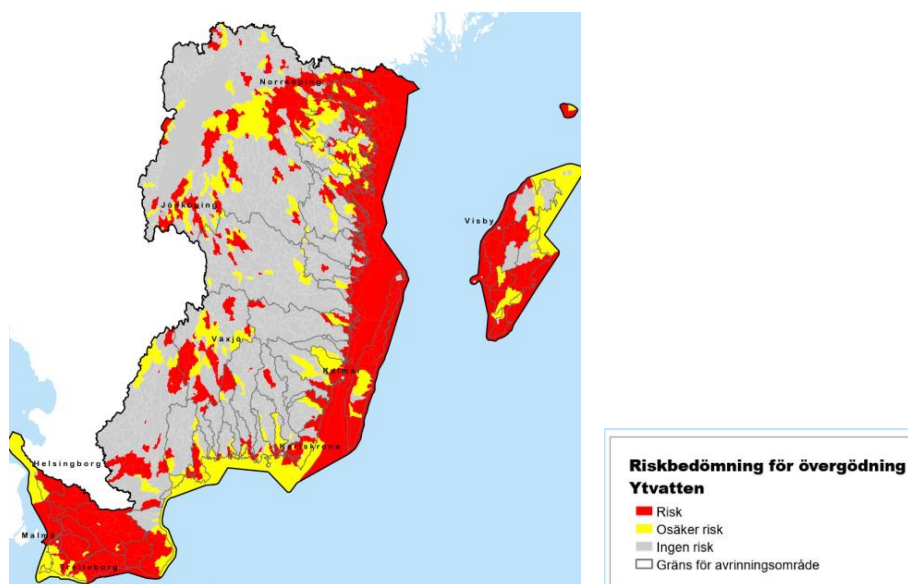 Norrköping
Jönköping
Visby
Växjö
Kalmar
Karlskrona
Helsingborg
Malmö
Trelleborg
Riskbedömning för övergödning
Ytvatten
Risk
Osäker risk
Ingen risk
Gräns för avrinningsområde